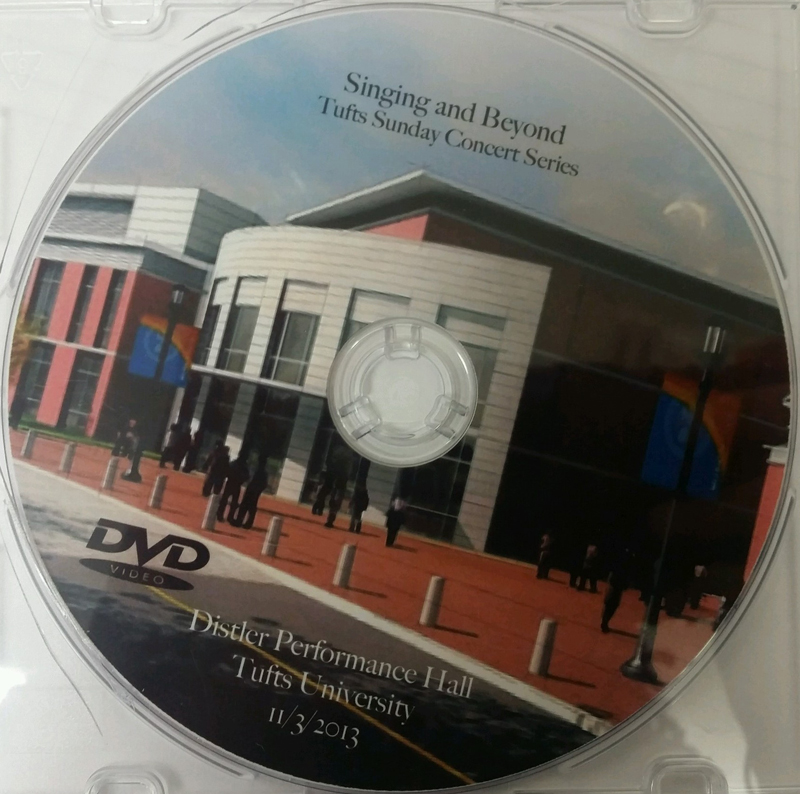 Singing and Beyond
Tufts Sunday Concert Series
DVD
VIDEO
Distler Performance Hall
Tufts University
11/3/2013